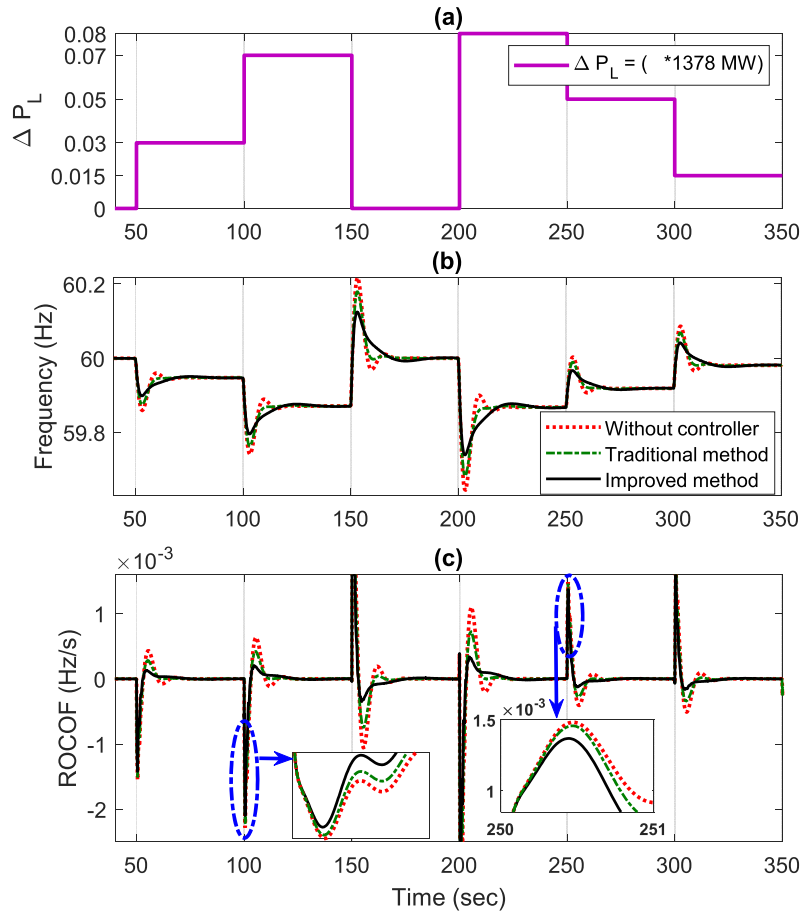 (a)
0.08
0.07
0.05
0.03
0.015
0
Δ P_L
Δ P_L = ( *1378 MW)
50 100 150 200 250 300 350
(b)
60.2
60
59.8
Frequency (Hz)
Without controller
Traditional method
Improved method
50 100 150 200 250 300 350
(c)
×10^-3
1
0
-1
-2
ROCOF (Hz/s)
×10^-3
1.5
1
250 251
50 100 150 200 250 300 350
Time (sec)